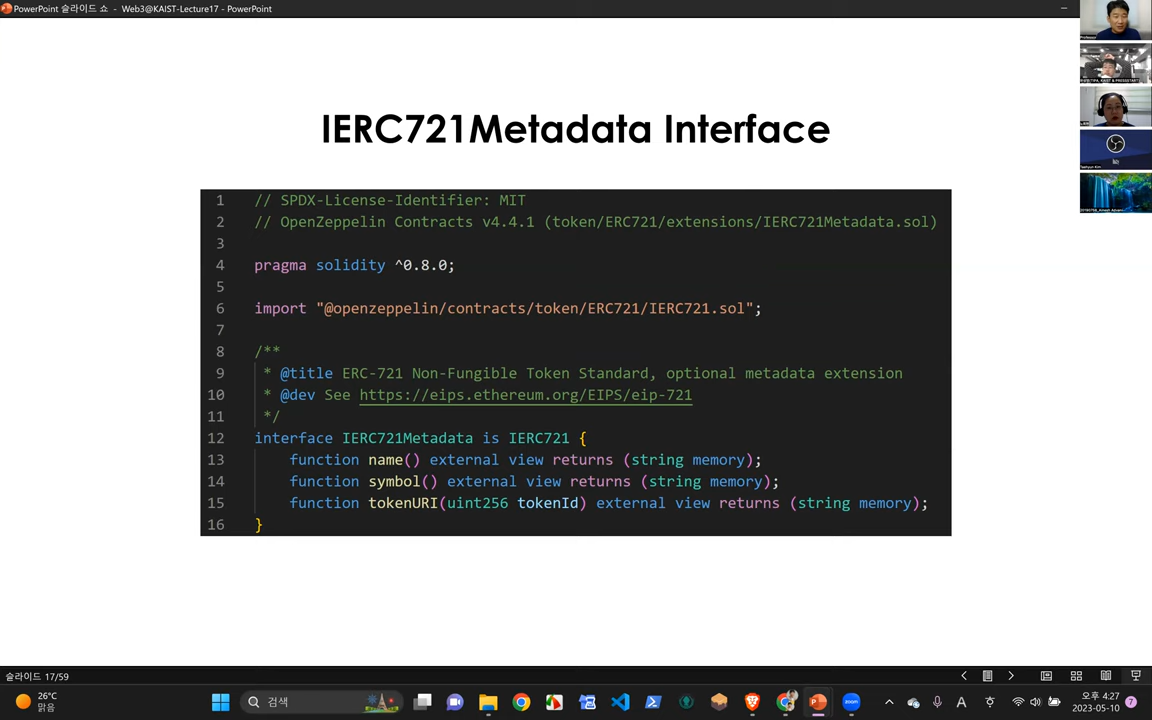 PowerPoint 슬라이드 쇼 - Web3@KAIST-Lecture17 - PowerPoint
Professor
IERC721Metadata Interface
1 // SPDX-License-Identifier: MIT
2 // OpenZeppelin Contracts v4.4.1 (token/ERC721/extensions/IERC721Metadata.sol)
3
4 pragma solidity ^0.8.0;
5
6 import "@openzeppelin/contracts/token/ERC721/IERC721.sol";
7
8 /**
9 * @title ERC-721 Non-Fungible Token Standard, optional metadata extension
10 * @dev See https://eips.ethereum.org/EIPS/eip-721
11 */
12 interface IERC721Metadata is IERC721 {
13 function name() external view returns (string memory);
14 function symbol() external view returns (string memory);
15 function tokenURI(uint256 tokenId) external view returns (string memory);
16 }
슬라이드 17/59
26°C
맑음
검색
zoom
A
오후 4:27
2023-05-10
7